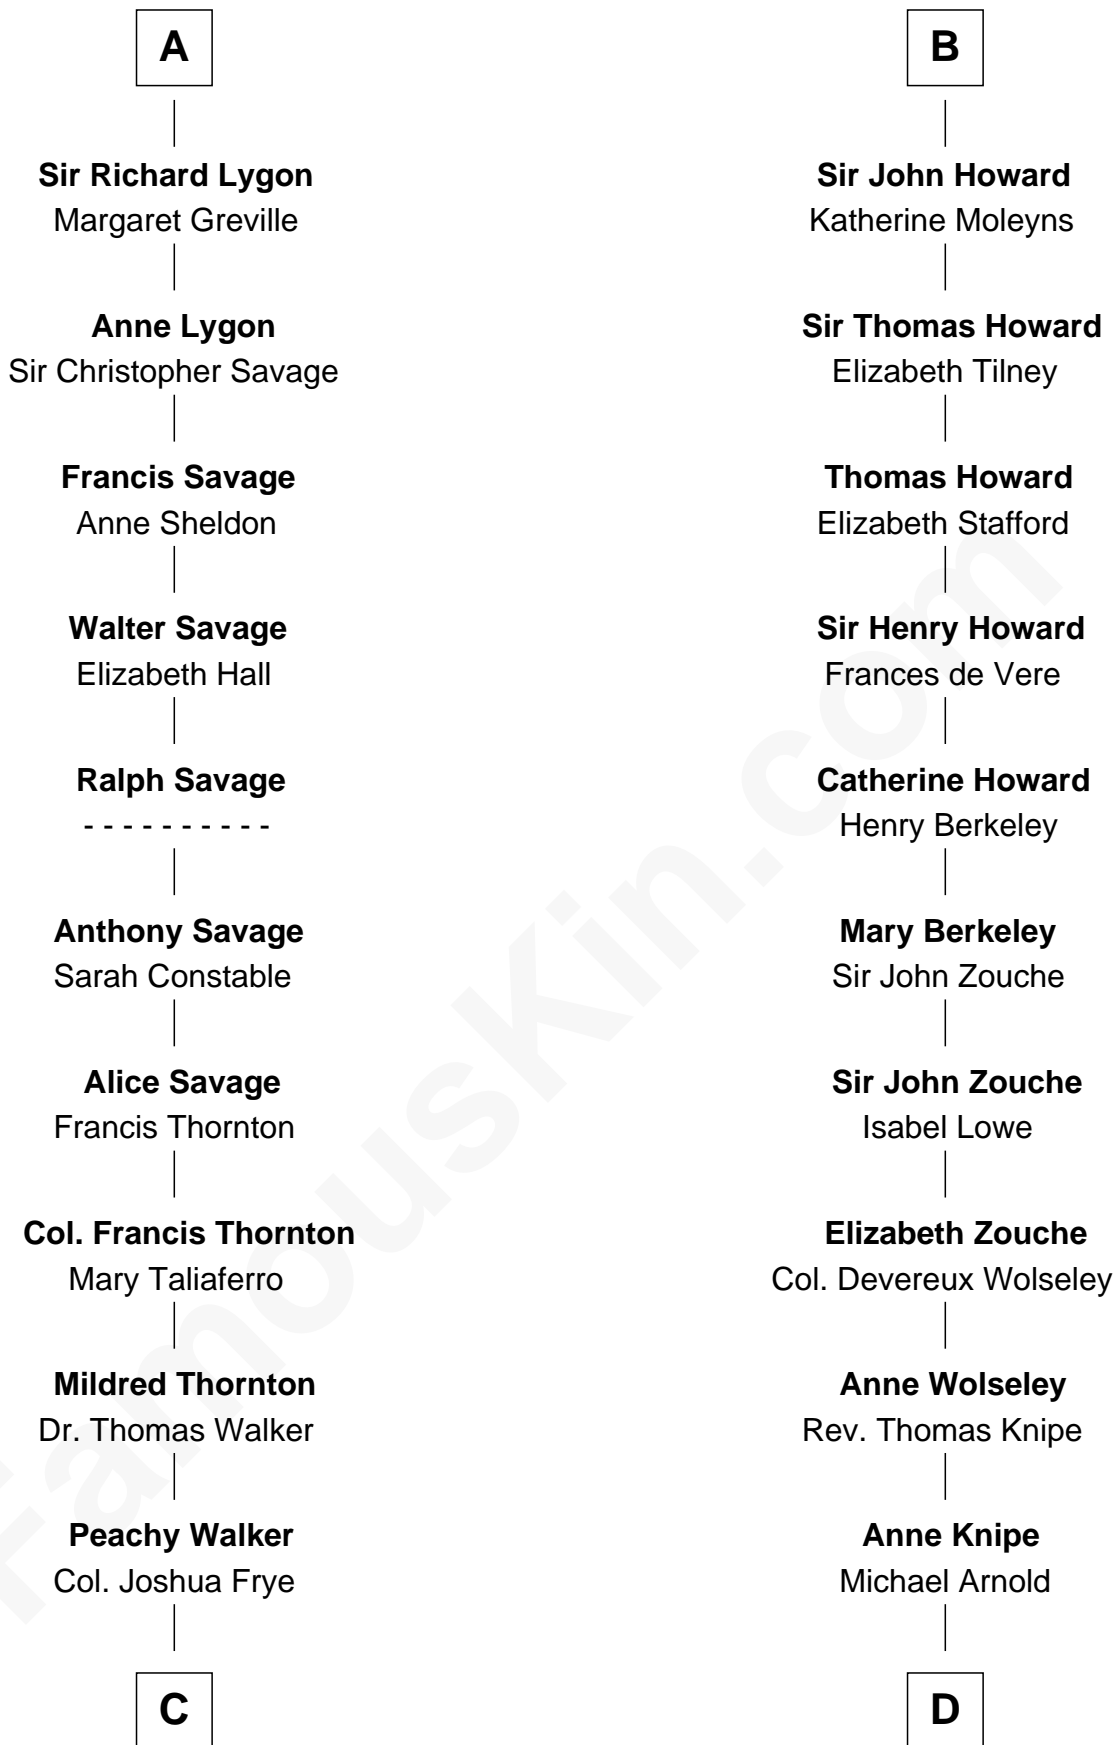 A
Sir Richard Lygon
Margaret Greville
Anne Lygon
Sir Christopher Savage
Francis Savage
Anne Sheldon
Walter Savage
Elizabeth Hall
Ralph Savage
- - - - - - - - - -
Anthony Savage
Sarah Constable
Alice Savage
Francis Thornton
Col. Francis Thornton
Mary Taliaferro
Mildred Thornton
Dr. Thomas Walker
Peachy Walker
Col. Joshua Frye
C
B
Sir John Howard
Katherine Moleyns
Sir Thomas Howard
Elizabeth Tilney
Thomas Howard
Elizabeth Stafford
Sir Henry Howard
Frances de Vere
Catherine Howard
Henry Berkeley
Mary Berkeley
Sir John Zouche
Sir John Zouche
Isabel Lowe
Elizabeth Zouche
Col. Devereux Wolseley
Anne Wolseley
Rev. Thomas Knipe
Anne Knipe
Michael Arnold
D
FamousKin.com